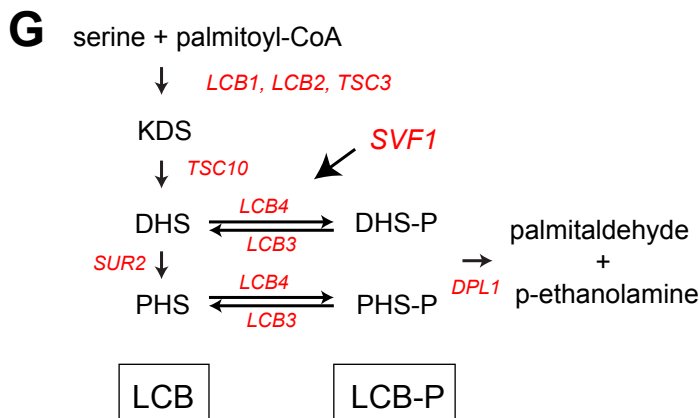 G
serine + palmitoyl-CoA
LCB1, LCB2, TSC3
KDS
SVF1
TSC10
LCB4
DHS
DHS-P
LCB3
palmitaldehyde
+
p-ethanolamine
SUR2
DPL1
LCB4
PHS
PHS-P
LCB3
LCB
LCB-P